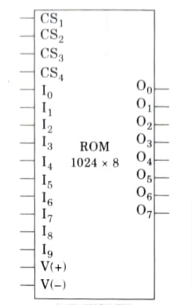 CS₁
CS₂
CS₃
CS₄
I₀
I₁
I₂
I₃
I₄
I₅
I₆
I₇
I₈
I₉
V(+)
V(−)
ROM
1024 × 8
O₀
O₁
O₂
O₃
O₄
O₅
O₆
O₇